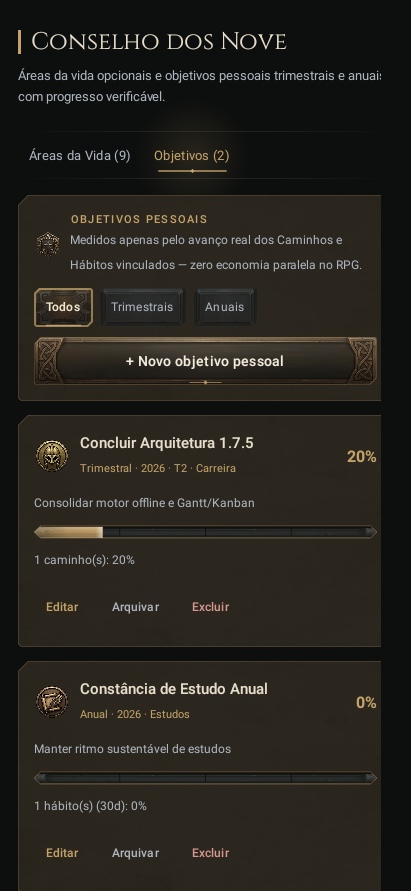 Conselho dos Nove
Áreas da vida opcionais e objetivos pessoais trimestrais e anuais
com progresso verificável.
Áreas da Vida (9)
Objetivos (2)
OBJETIVOS PESSOAIS
Medidos apenas pelo avanço real dos Caminhos e
Hábitos vinculados — zero economia paralela no RPG.
Todos
Trimestrais
Anuais
+ Novo objetivo pessoal
Concluir Arquitetura 1.7.5
20%
Trimestral · 2026 · T2 · Carreira
Consolidar motor offline e Gantt/Kanban
1 caminho(s): 20%
Editar
Arquivar
Excluir
Constância de Estudo Anual
0%
Anual · 2026 · Estudos
Manter ritmo sustentável de estudos
1 hábito(s) (30d): 0%
Editar
Arquivar
Excluir